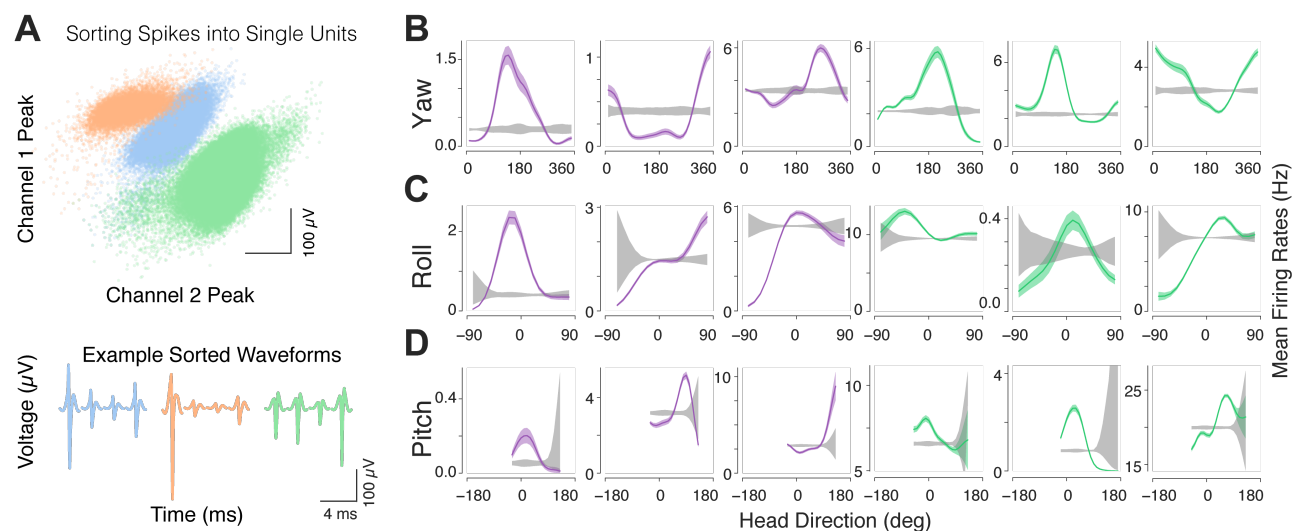 A
Sorting Spikes into Single Units
Channel 1 Peak
100 µV
Channel 2 Peak
Example Sorted Waveforms
Voltage (µV)
100 µV
4 ms
Time (ms)
B
Yaw
1.5
0.0
0 180 360
1
0
0 180 360
6
3
0
0 180 360
6
3
0
0 180 360
6
0
0 180 360
4
0
0 180 360
C
Roll
2
0
−90 0 90
3
0
−90 0 90
6
0
−90 0 90
10
0
−90 0 90
0.4
0.0
−90 0 90
10
0
−90 0 90
D
Pitch
0.4
0.0
−180 0 180
4
0
−180 0 180
10
5
0
−180 0 180
10
5
−180 0 180
4
0
−180 0 180
25
15
−180 0 180
Head Direction (deg)
Mean Firing Rates (Hz)